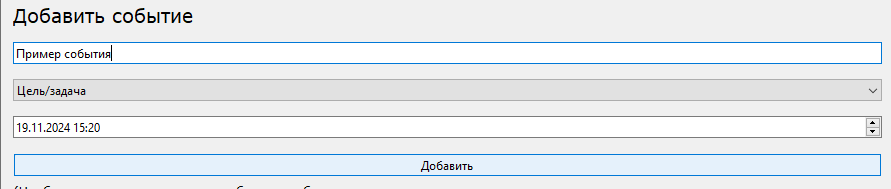 Добавить событие
Пример события
Цель/задача
19.11.2024 15:20
Добавить